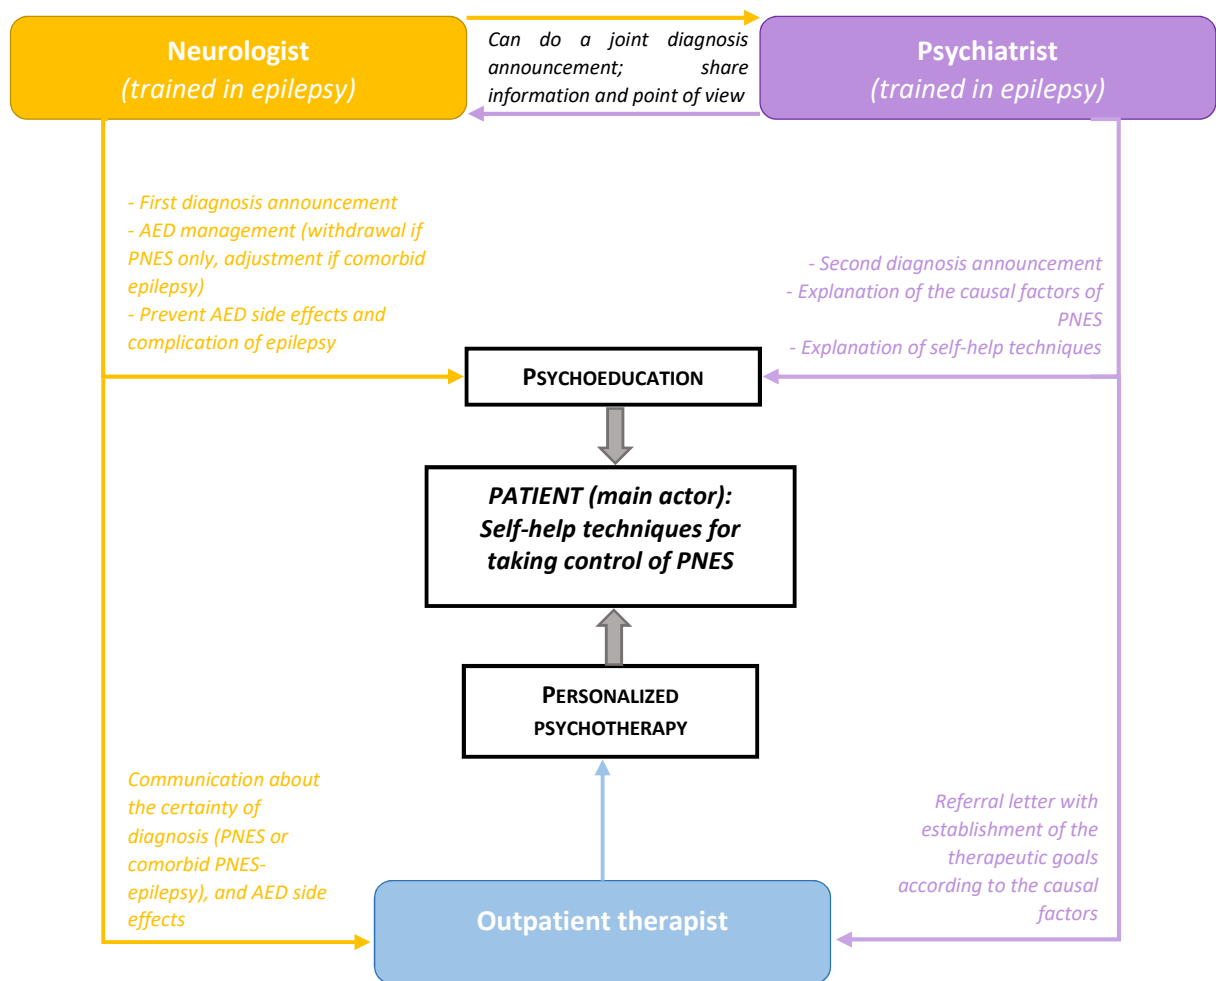 Neurologist
(trained in epilepsy)
Can do a joint diagnosis
announcement; share
information and point of view
Psychiatrist
(trained in epilepsy)
- First diagnosis announcement
- AED management (withdrawal if
PNES only, adjustment if comorbid
epilepsy)
- Prevent AED side effects and
complication of epilepsy
- Second diagnosis announcement
- Explanation of the causal factors of
PNES
- Explanation of self-help techniques
PSYCHOEDUCATION
PATIENT (main actor):
Self-help techniques for
taking control of PNES
PERSONALIZED
PSYCHOTHERAPY
Communication about
the certainty of
diagnosis (PNES or
comorbid PNES-
epilepsy), and AED side
effects
Referral letter with
establishment of the
therapeutic goals
according to the causal
factors
Outpatient therapist